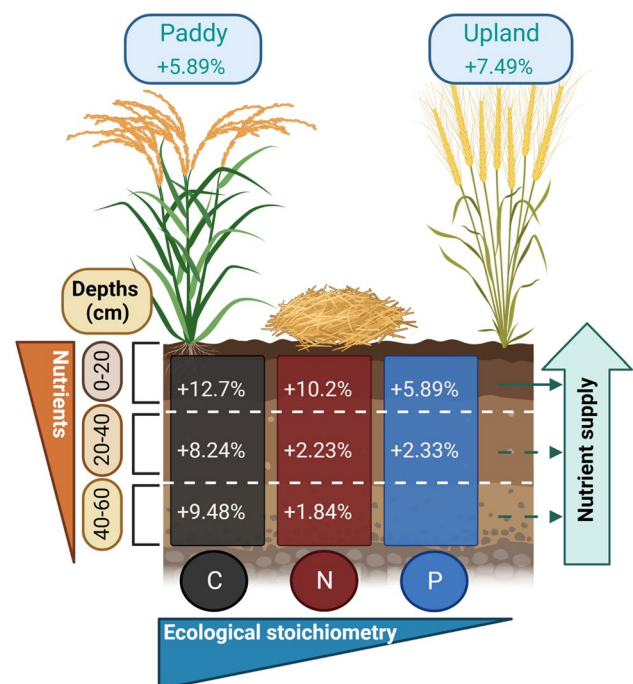 Paddy
+5.89%
Upland
+7.49%
Depths
(cm)
Nutrients
0-20
20-40
40-60
+12.7%
+10.2%
+5.89%
+8.24%
+2.23%
+2.33%
+9.48%
+1.84%
Nutrient supply
C
N
P
Ecological stoichiometry